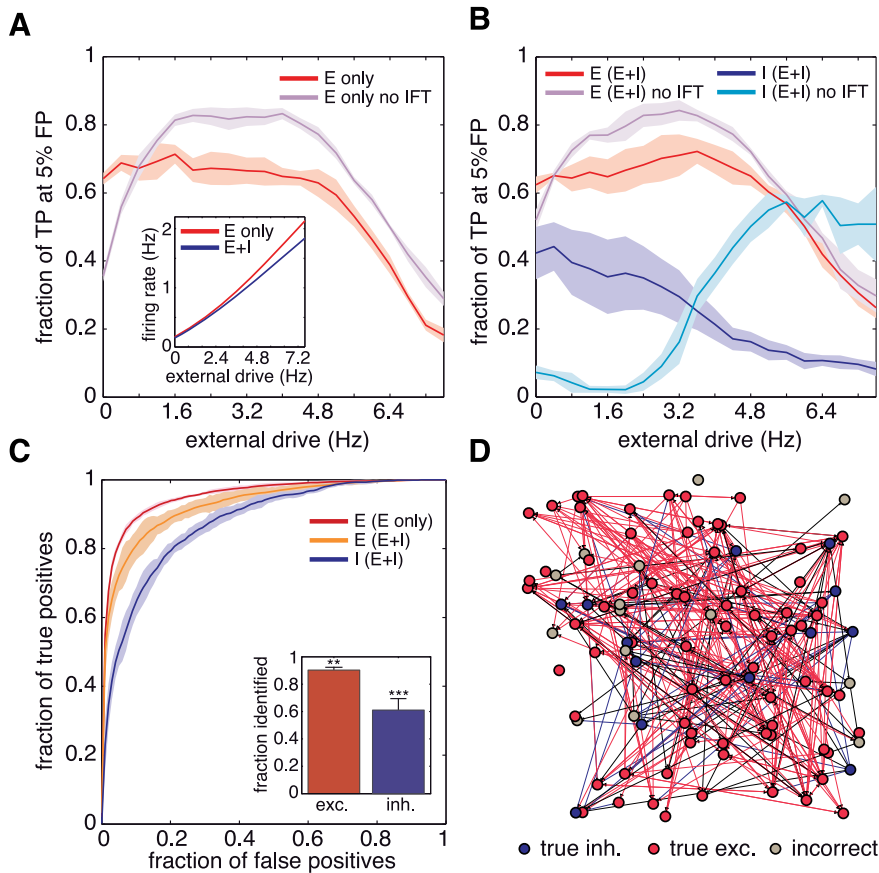 A
1
0.8
0.6
0.4
0.2
0
fraction of TP at 5% FP
E only
E only no IFT
2
1
0
firing rate (Hz)
E only
E+I
0 2.4 4.8 7.2
external drive (Hz)
0 1.6 3.2 4.8 6.4
external drive (Hz)
B
1
0.8
0.6
0.4
0.2
0
fraction of TP at 5%FP
E (E+I)
E (E+I) no IFT
I (E+I)
I (E+I) no IFT
0 1.6 3.2 4.8 6.4
external drive (Hz)
C
1
0.8
0.6
0.4
0.2
0
fraction of true positives
E (E only)
E (E+I)
I (E+I)
1
0.8
0.6
0.4
0.2
0
fraction identified
**
***
exc. inh.
0 0.2 0.4 0.6 0.8 1
fraction of false positives
D
true inh. true exc. incorrect